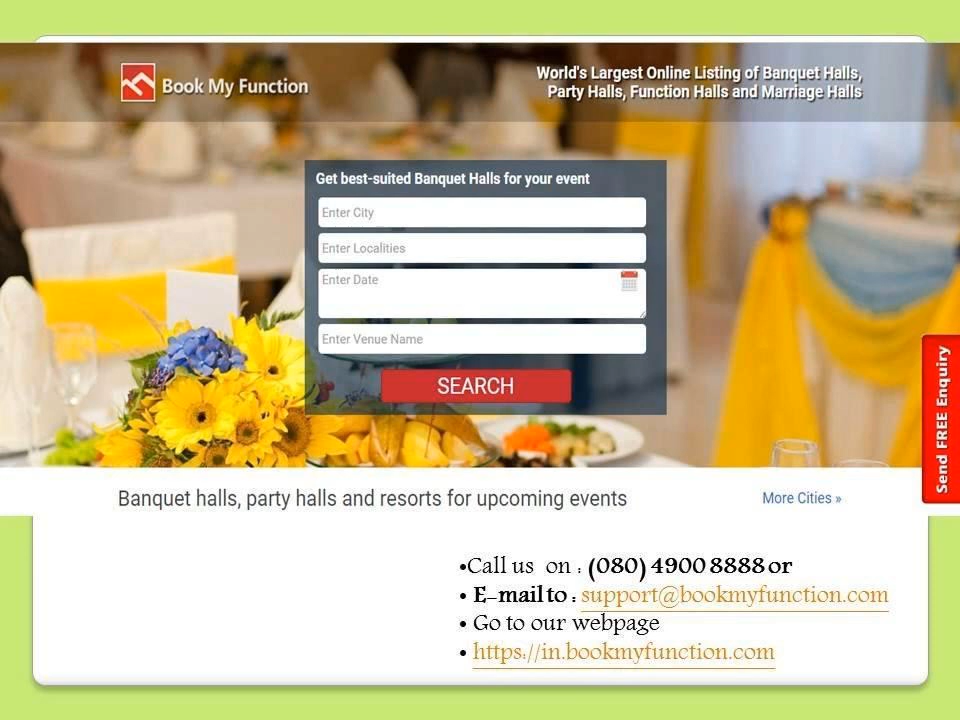 Book My Function
World's Largest Online Listing of Banquet Halls,
Party Halls, Function Halls and Marriage Halls
Get best-suited Banquet Halls for your event
Enter City
Enter Localities
Enter Date
Enter Venue Name
SEARCH
Send FREE Enquiry
Banquet halls, party halls and resorts for upcoming events
More Cities »
•Call us on : (080) 4900 8888 or
• E-mail to : support@bookmyfunction.com
• Go to our webpage
• https://in.bookmyfunction.com